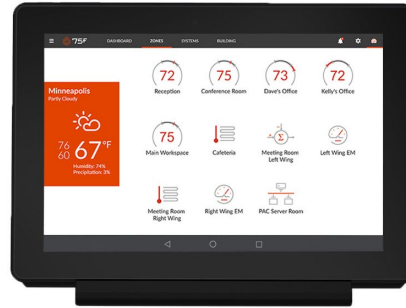 75F
DASHBOARD
ZONES
SYSTEMS
BUILDING
Minneapolis
Partly Cloudy
76
60
67°F
Humidity: 74%
Precipitation: 3%
72
Reception
75
Conference Room
73
Dave's Office
72
Kelly's Office
75
Main Workspace
Cafeteria
Σ
Meeting Room
Left Wing
Left Wing EM
Meeting Room
Right Wing
Right Wing EM
PAC Server Room